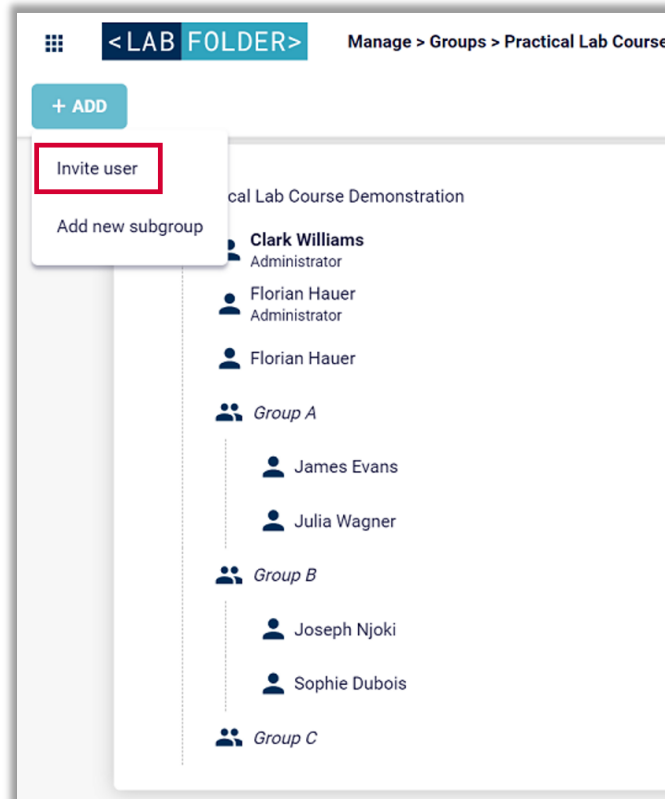 <LAB FOLDER>
Manage > Groups > Practical Lab Course
+ ADD
Invite user
Add new subgroup
cal Lab Course Demonstration
Clark Williams
Administrator
Florian Hauer
Administrator
Florian Hauer
Group A
James Evans
Julia Wagner
Group B
Joseph Njoki
Sophie Dubois
Group C